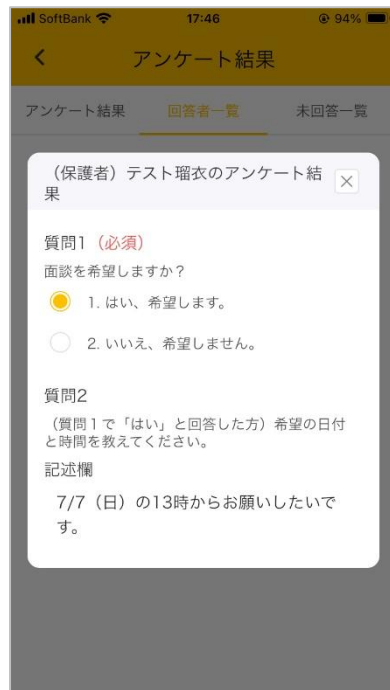 SoftBank 17:46 94%
アンケート結果
アンケート結果 回答者一覧 未回答一覧
（保護者）テスト瑠衣のアンケート結
果
質問1（必須）
面談を希望しますか？
1. はい、希望します。
2. いいえ、希望しません。
質問2
（質問１で「はい」と回答した方）希望の日付
と時間を教えてください。
記述欄
7/7（日）の13時からお願いしたいで
す。